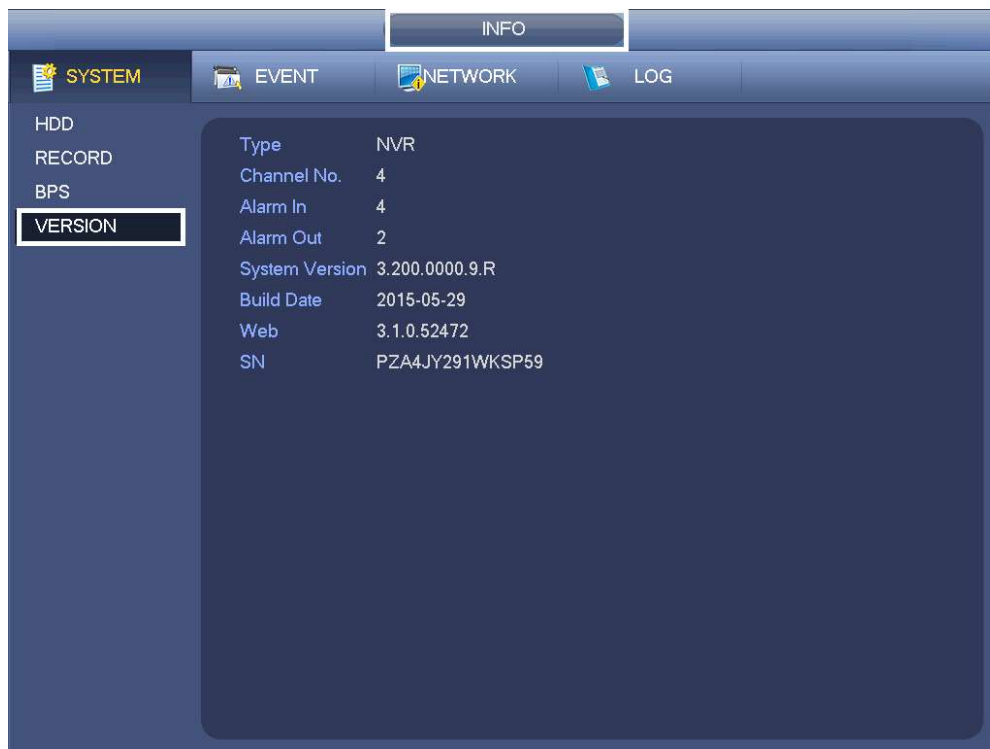 INFO
SYSTEM EVENT NETWORK LOG
HDD
RECORD
BPS
VERSION
Type NVR
Channel No. 4
Alarm In 4
Alarm Out 2
System Version 3.200.0000.9.R
Build Date 2015-05-29
Web 3.1.0.52472
SN PZA4JY291WKSP59